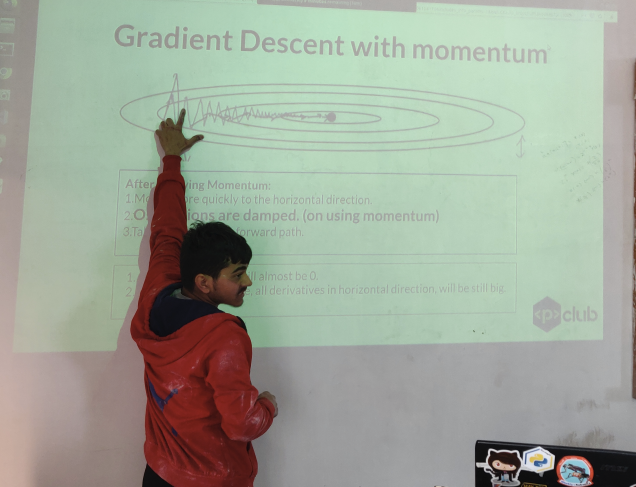 Gradient Descent with momentum
After ying Momentum:
1.M re quickly to the horizontal direction.
2.O ions are damped. (on using momentum)
3.Ta forward path.
1. ll almost be 0.
2 , all derivatives in horizontal direction, will be still big.
<p> club